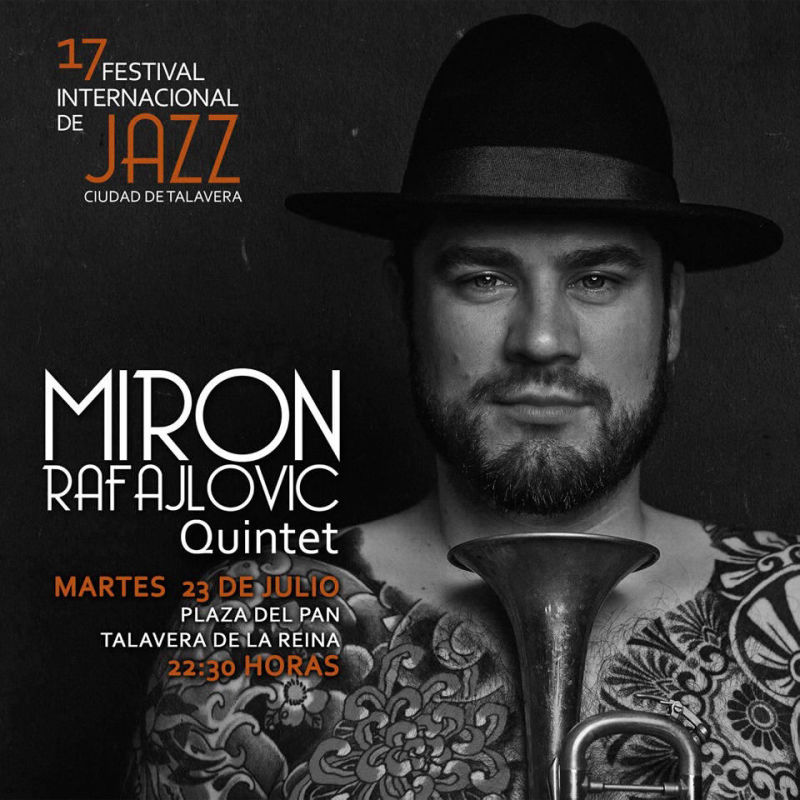 17 FESTIVAL
INTERNACIONAL
DE JAZZ
CIUDAD DE TALAVERA
MIRON
RAFAJLOVIC
Quintet
MARTES 23 DE JULIO
PLAZA DEL PAN
TALAVERA DE LA REINA
22:30 HORAS